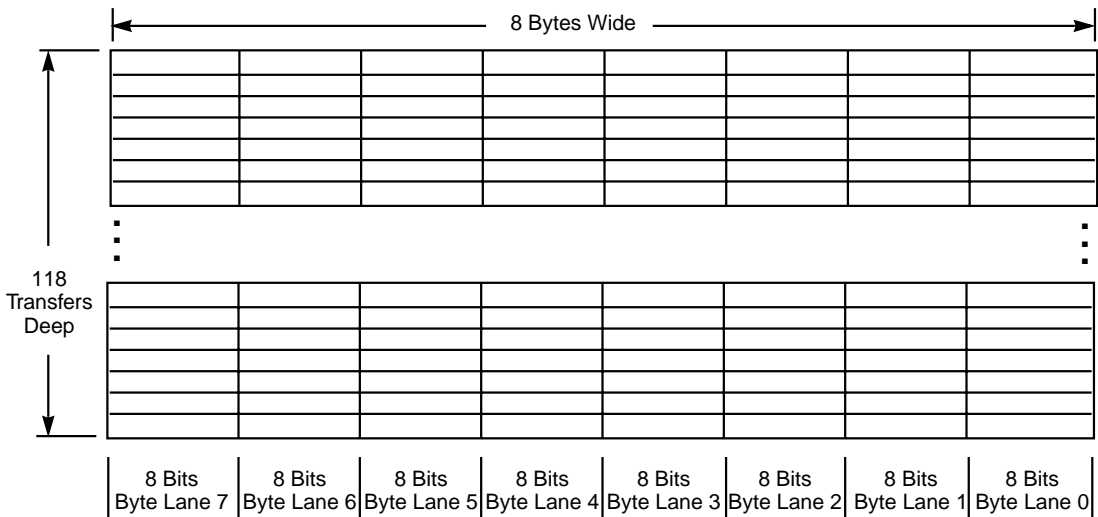 8 Bytes Wide
118
Transfers
Deep
8 Bits
Byte Lane 7
8 Bits
Byte Lane 6
8 Bits
Byte Lane 5
8 Bits
Byte Lane 4
8 Bits
Byte Lane 3
8 Bits
Byte Lane 2
8 Bits
Byte Lane 1
8 Bits
Byte Lane 0